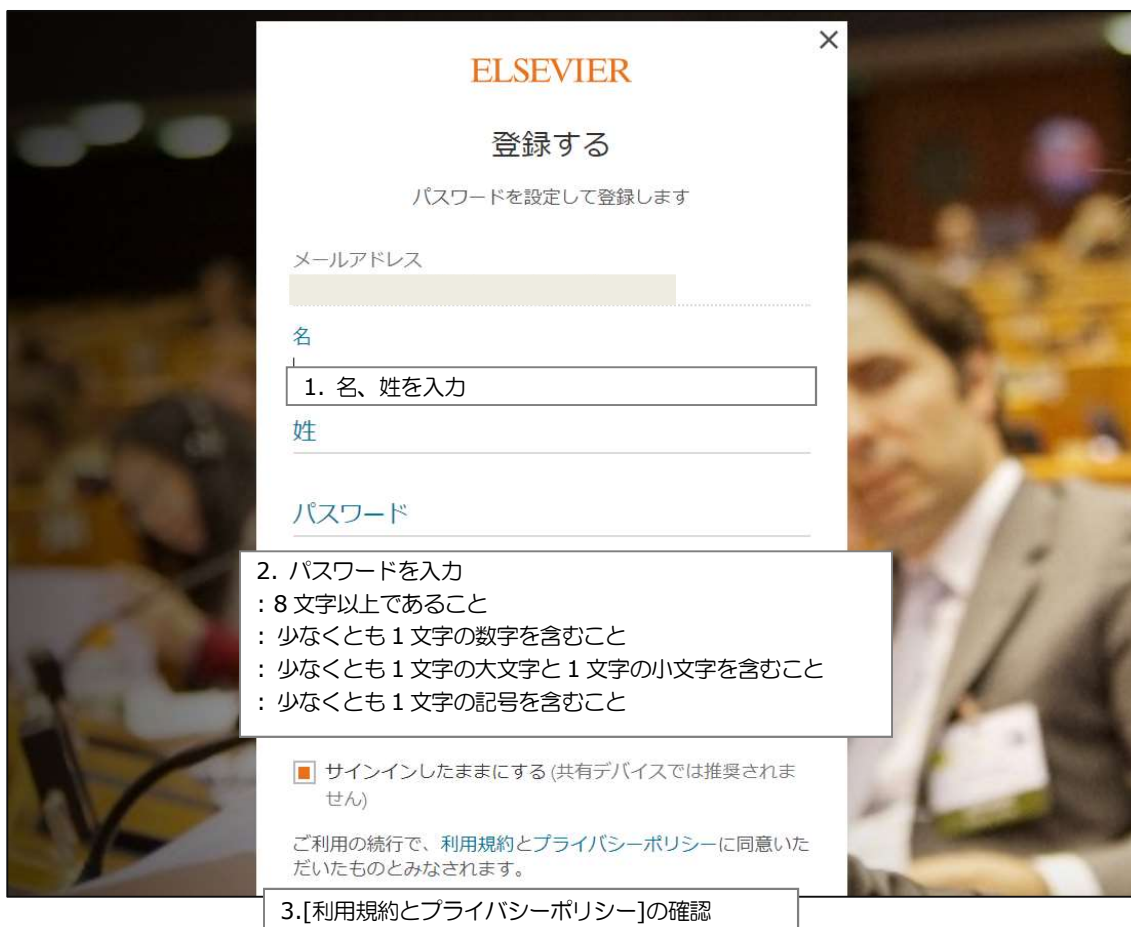 ×
ELSEVIER
登録する
パスワードを設定して登録します
メールアドレス
名
1. 名、姓を入力
姓
パスワード
2. パスワードを入力
: 8 文字以上であること
: 少なくとも 1 文字の数字を含むこと
: 少なくとも 1 文字の大文字と 1 文字の小文字を含むこと
: 少なくとも 1 文字の記号を含むこと
サインインしたままにする (共有デバイスでは推奨されま
せん)
ご利用の続行で、利用規約とプライバシーポリシーに同意いた
だいたものとみなされます。
3.[利用規約とプライバシーポリシー]の確認